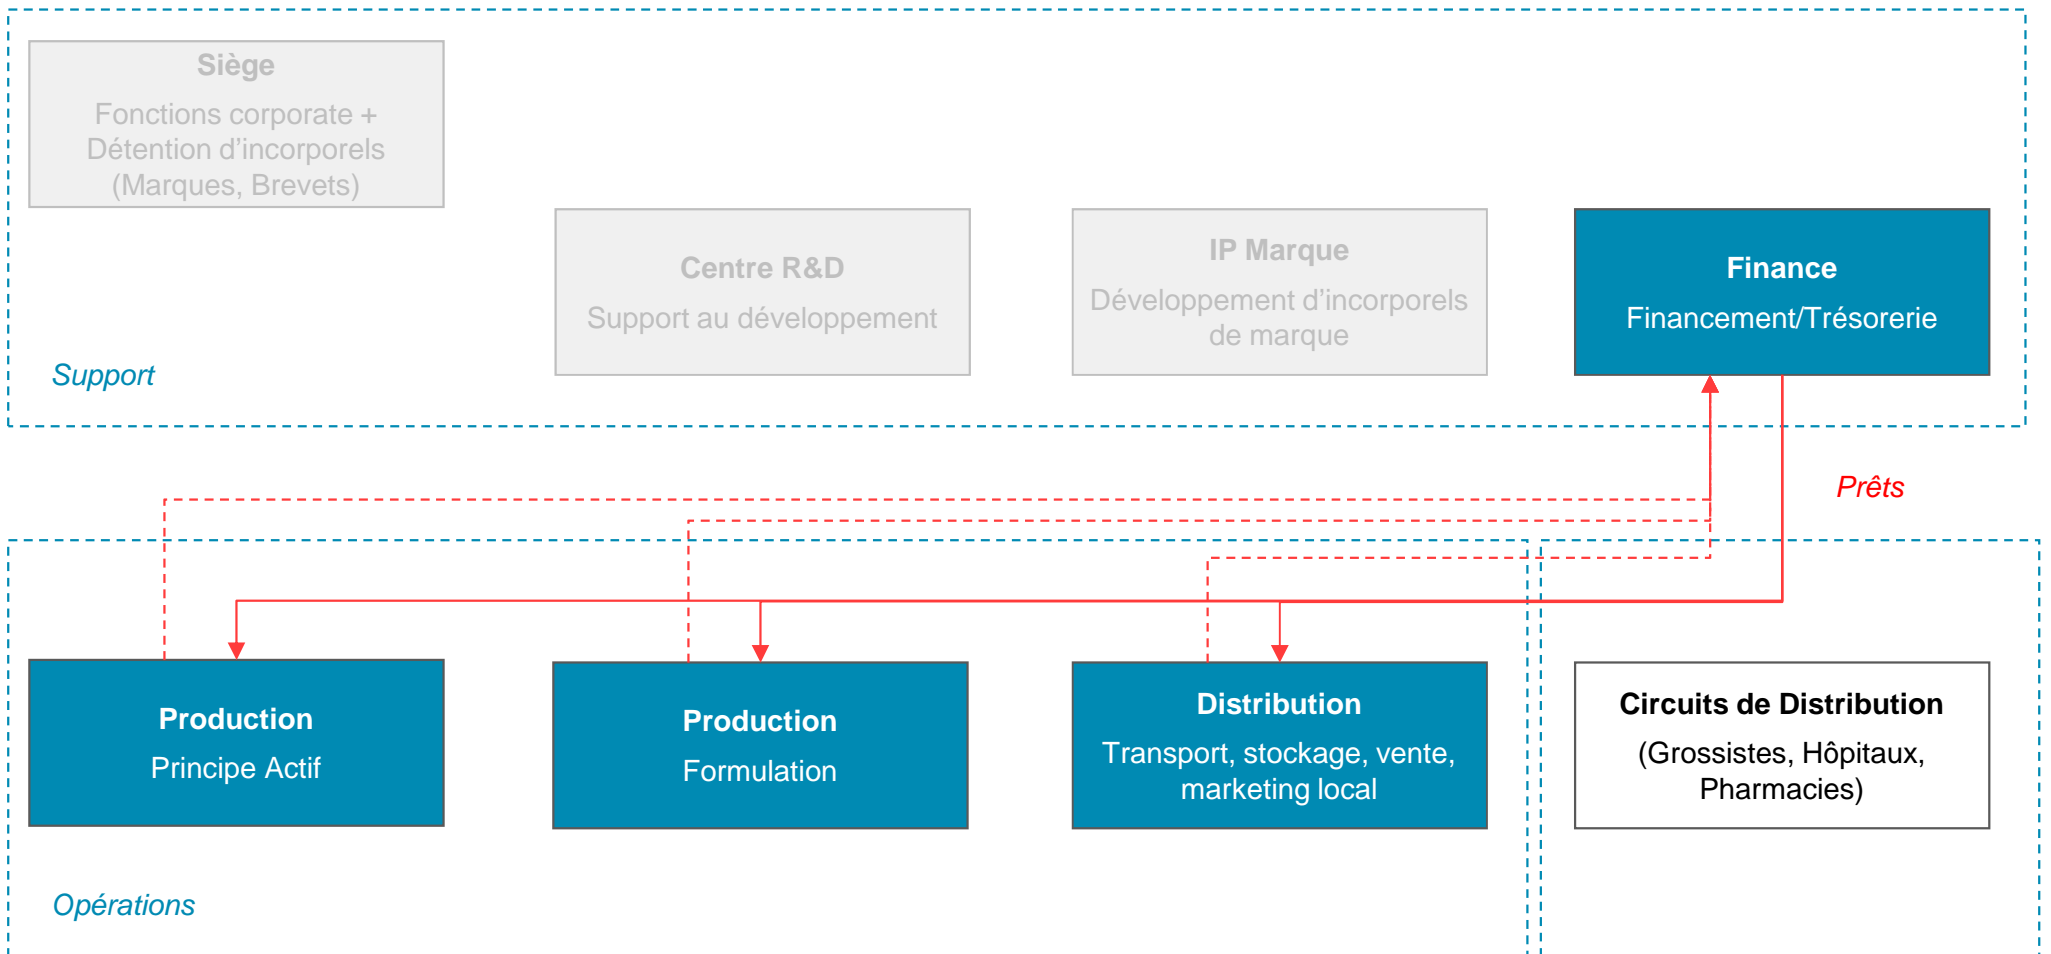 Siège
Fonctions corporate +
Détention d'incorporels
(Marques, Brevets)
Centre R&D
Support au développement
IP Marque
Développement d'incorporels
de marque
Finance
Financement/Trésorerie
Support
Prêts
Production
Principe Actif
Production
Formulation
Distribution
Transport, stockage, vente,
marketing local
Circuits de Distribution
(Grossistes, Hôpitaux,
Pharmacies)
Opérations